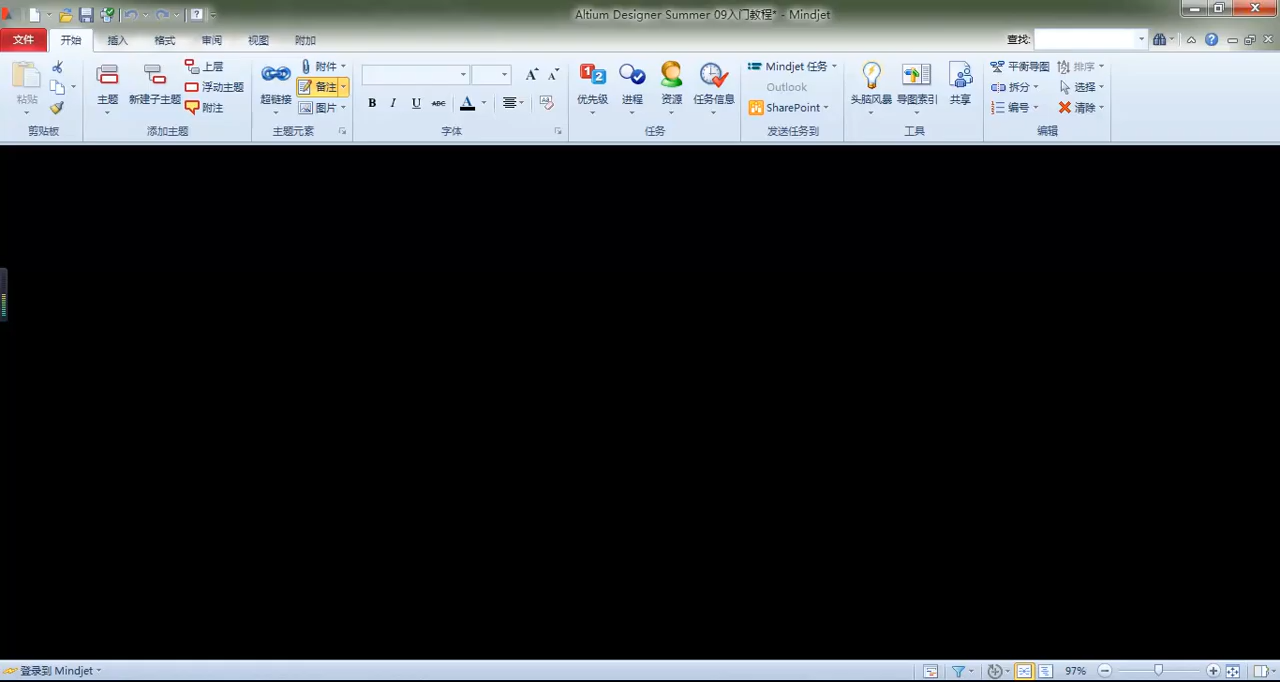 Altium Designer Summer 09入门教程* - Mindjet
文件 开始 插入 格式 审阅 视图 附加 查找:
粘贴
剪贴板
主题 新建子主题 上层 浮动主题 附注
添加主题
超链接 附件 备注 图片
主题元素
B I U ABC A
字体
优先级 进程 资源 任务信息
任务
Mindjet 任务
Outlook
SharePoint
发送任务到
头脑风暴 导图索引 共享
工具
平衡导图 排序
拆分 选择
编号 清除
编辑
登录到 Mindjet 97%